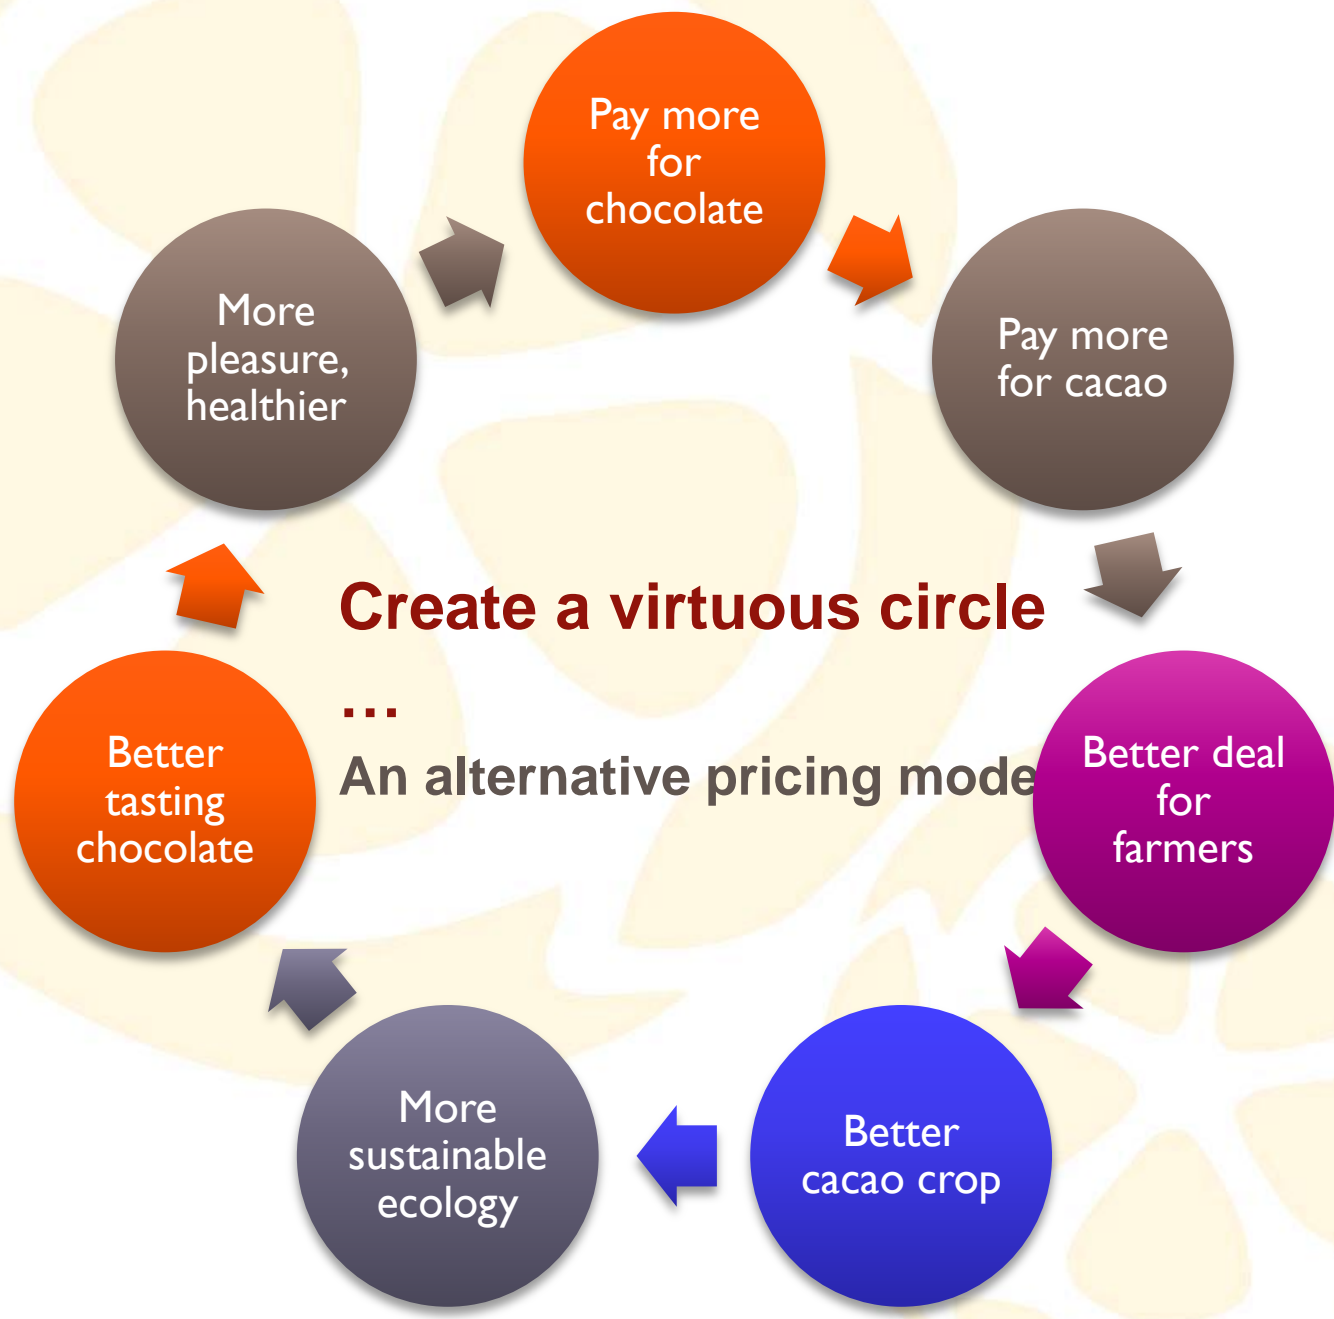 Pay more
for
chocolate
Pay more
for cacao
Better deal
for
farmers
Better
cacao crop
More
sustainable
ecology
Better
tasting
chocolate
More
pleasure,
healthier
Create a virtuous circle
…
An alternative pricing mode